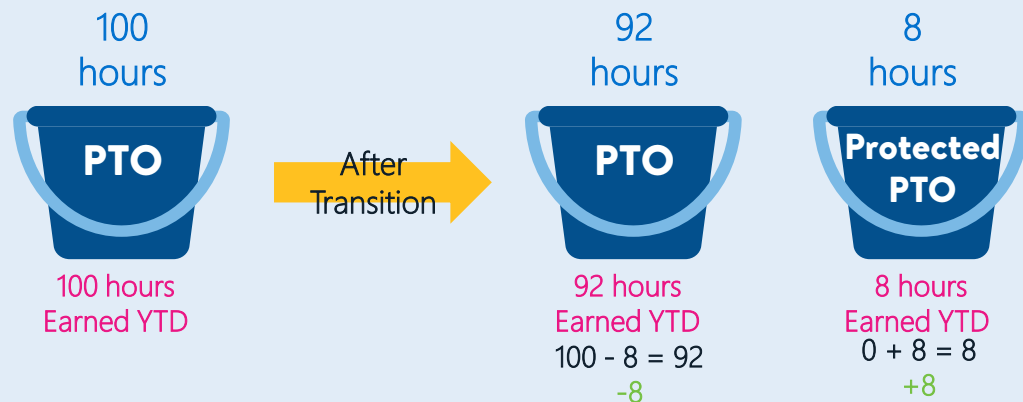 100
hours
PTO
100 hours
Earned YTD
After
Transition
92
hours
PTO
92 hours
Earned YTD
100 - 8 = 92
-8
8
hours
Protected
PTO
8 hours
Earned YTD
0 + 8 = 8
+8